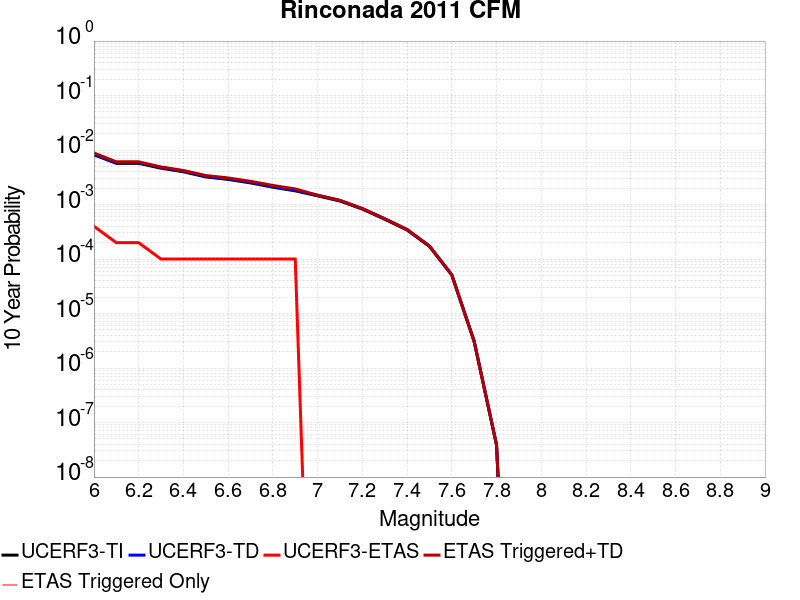 Rinconada 2011 CFM
10 Year Probability
10^0
10^-1
10^-2
10^-3
10^-4
10^-5
10^-6
10^-7
10^-8
6 6.2 6.4 6.6 6.8 7 7.2 7.4 7.6 7.8 8 8.2 8.4 8.6 8.8 9
Magnitude
UCERF3-TI UCERF3-TD UCERF3-ETAS ETAS Triggered+TD
ETAS Triggered Only